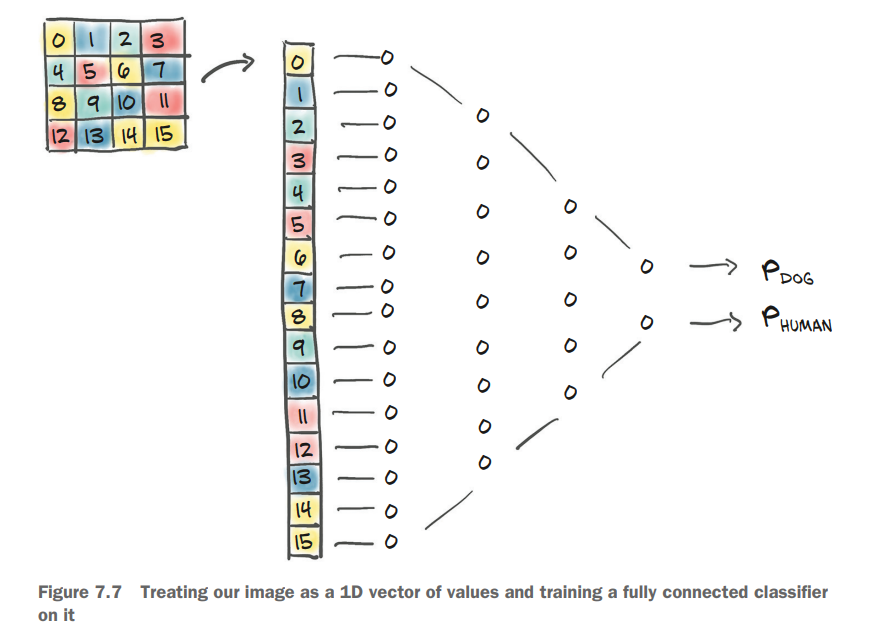 0 1 2 3
4 5 6 7
8 9 10 11
12 13 14 15
0
1
2
3
4
5
6
7
8
9
10
11
12
13
14
15
P DOG
P HUMAN
Figure 7.7 Treating our image as a 1D vector of values and training a fully connected classifier
on it